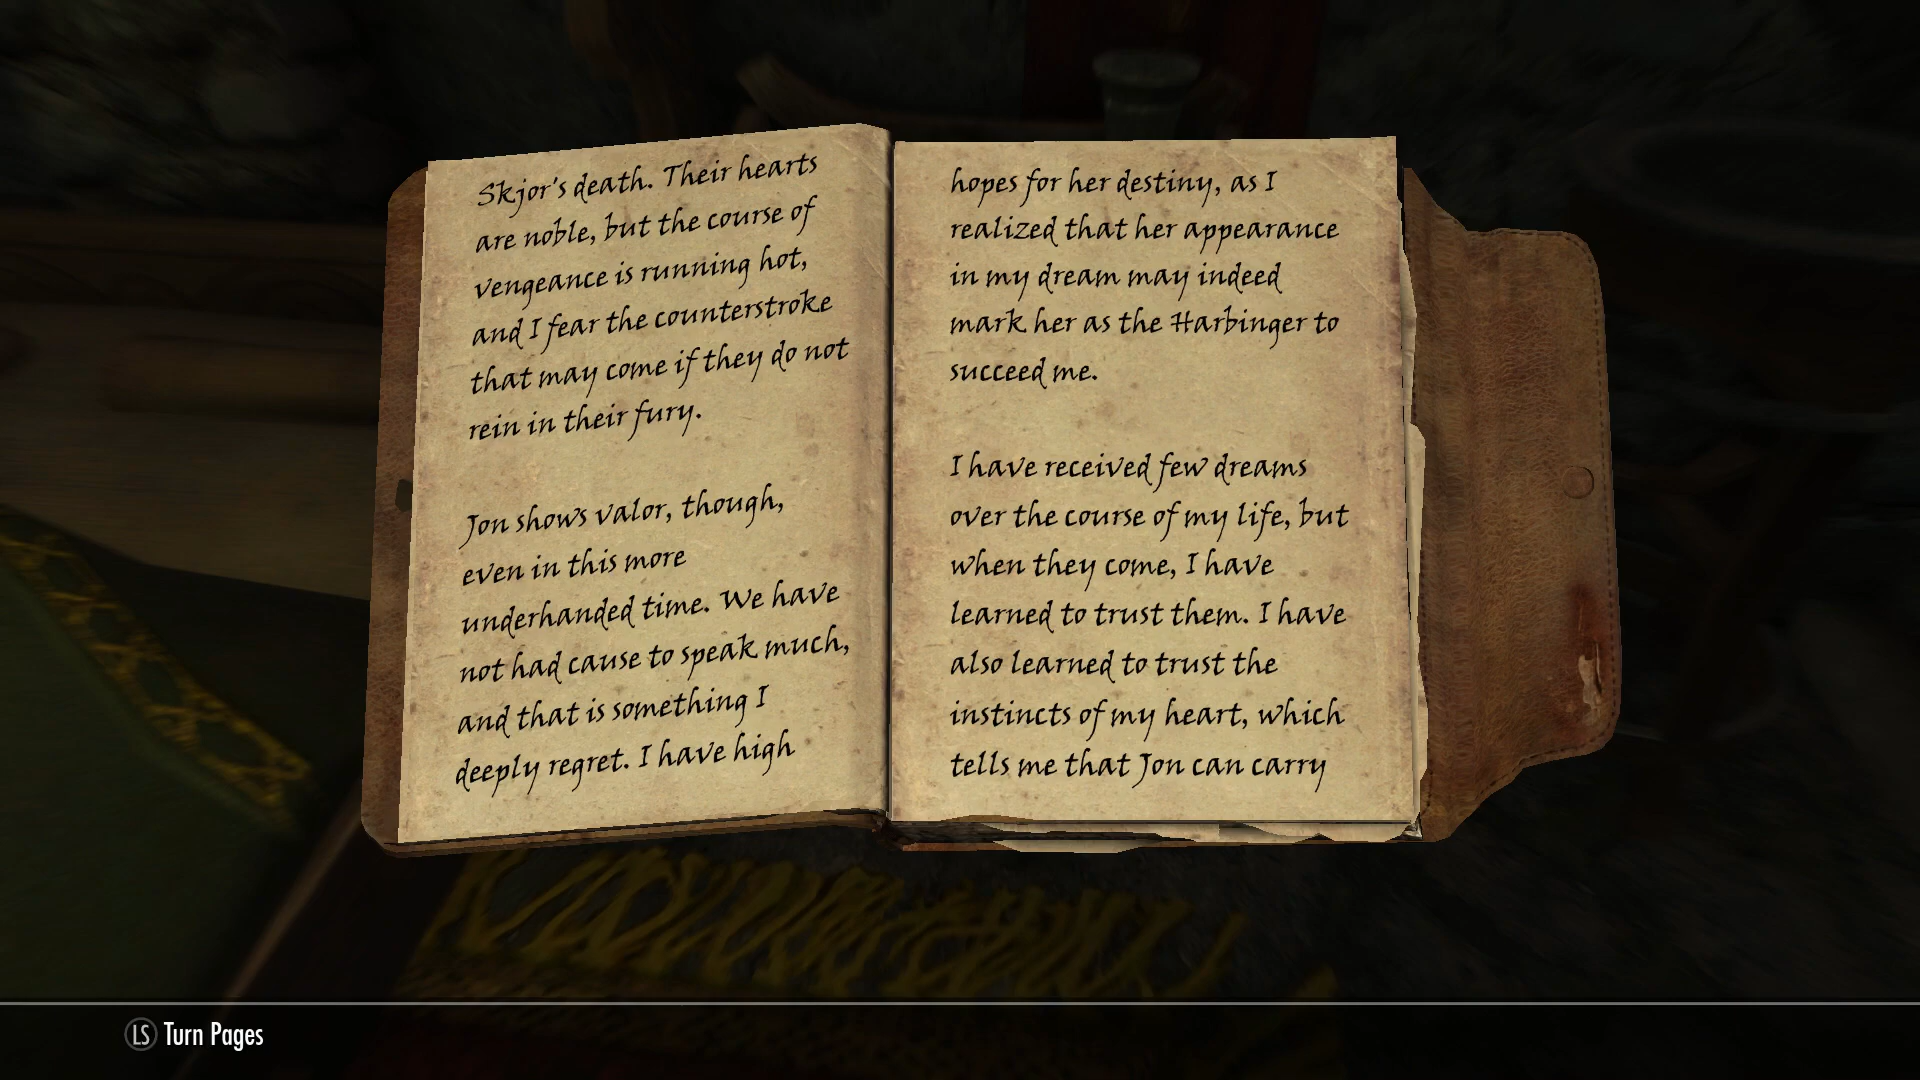 Skjor's death. Their hearts
are noble, but the course of
vengeance is running hot,
and I fear the counterstroke
that may come if they do not
rein in their fury.
Jon shows valor, though,
even in this more
underhanded time. We have
not had cause to speak much,
and that is something I
deeply regret. I have high
hopes for her destiny, as I
realized that her appearance
in my dream may indeed
mark her as the Harbinger to
succeed me.
I have received few dreams
over the course of my life, but
when they come, I have
learned to trust them. I have
also learned to trust the
instincts of my heart, which
tells me that Jon can carry
LS Turn Pages